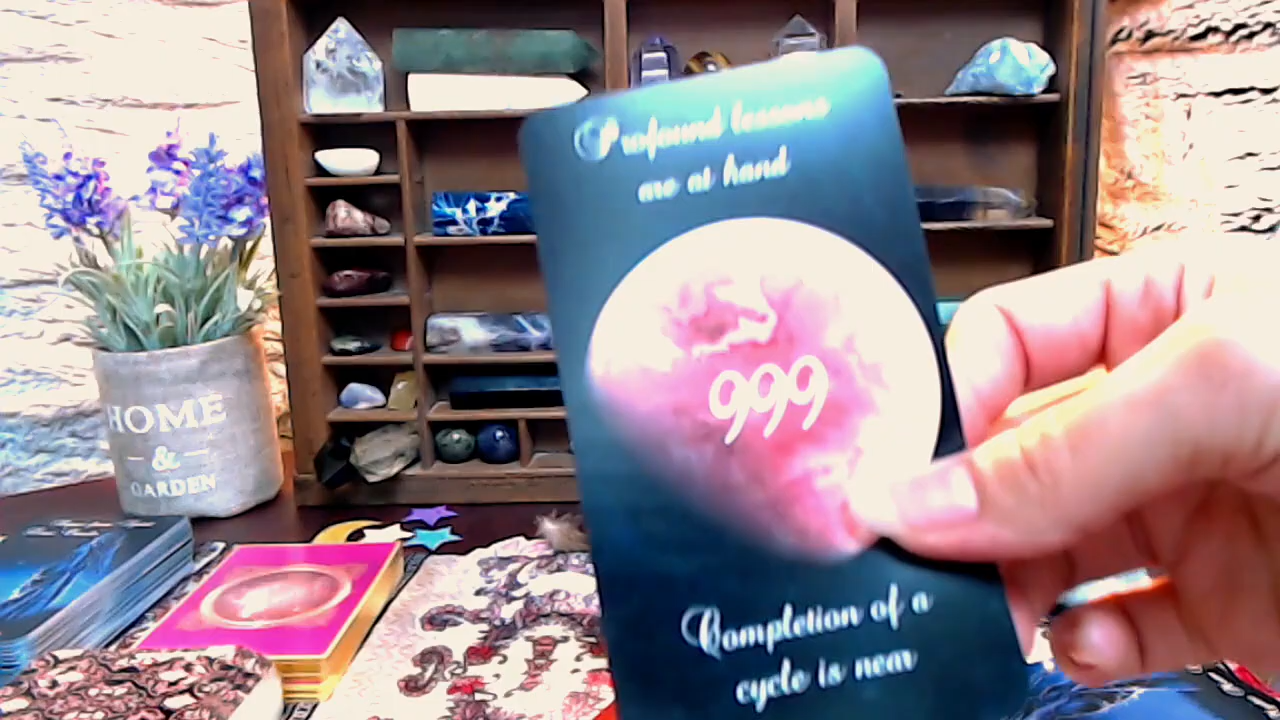 Profound lessons
are at hand
999
Completion of a
cycle is near
HOME
&
GARDEN